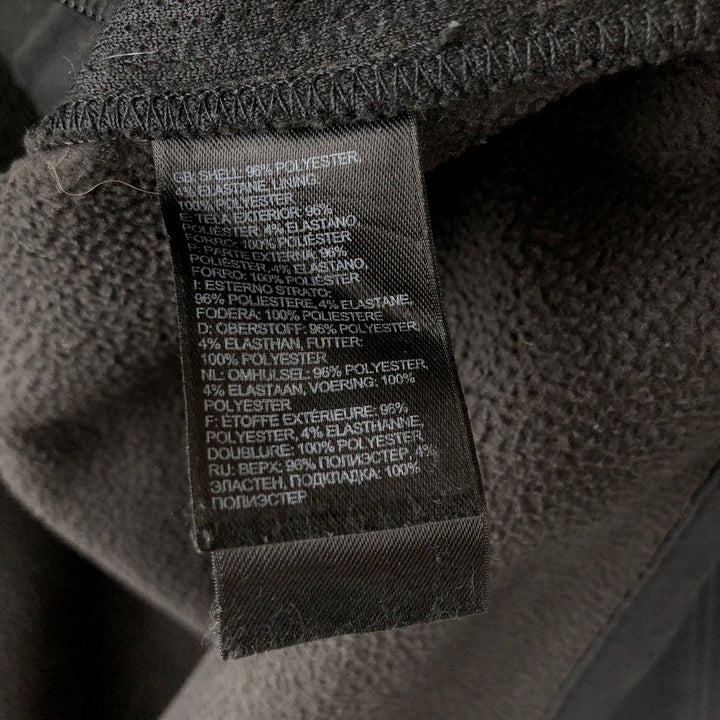 GB: SHELL: 96% POLYESTER,
4% ELASTANE, LINING:
100% POLYESTER
E: TELA EXTERIOR: 96%
POLIÉSTER, 4% ELASTANO,
FORRO: 100% POLIÉSTER
P: PARTE EXTERNA: 96%
POLIÉSTER, 4% ELASTANO,
FORRO: 100% POLIÉSTER
I: ESTERNO STRATO:
96% POLIESTERE, 4% ELASTANE,
FODERA: 100% POLIESTERE
D: OBERSTOFF: 96% POLYESTER,
4% ELASTHAN, FUTTER:
100% POLYESTER
NL: OMHULSEL: 96% POLYESTER,
4% ELASTAAN, VOERING: 100%
POLYESTER
F: ÉTOFFE EXTÉRIEURE: 96%
POLYESTER, 4% ELASTHANNE,
DOUBLURE: 100% POLYESTER
RU: ВЕРХ: 96% ПОЛИЭСТЕР, 4%
ЭЛАСТЕН, ПОДКЛАДКА: 100%
ПОЛИЭСТЕР